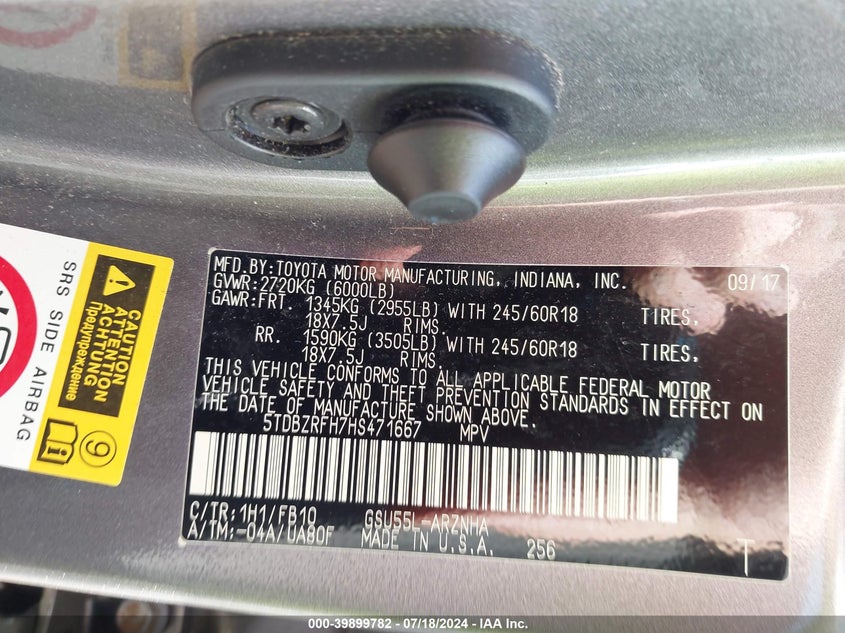 MFD.BY:TOYOTA MOTOR MANUFACTURING, INDIANA, INC. 09/17
GVWR:2720KG (6000LB)
GAWR:FRT. 1345KG (2955LB) WITH 245/60R18 TIRES,
18X7.5J RIMS.
RR. 1590KG (3505LB) WITH 245/60R18 TIRES,
18X7.5J RIMS.
THIS VEHICLE CONFORMS TO ALL APPLICABLE FEDERAL MOTOR
VEHICLE SAFETY AND THEFT PREVENTION STANDARDS IN EFFECT ON
THE DATE OF MANUFACTURE SHOWN ABOVE.
5TDBZRFH7HS471667 MPV
C/TR:1H1/FB10 GSU55L-ARZNHA
A/TM:-04A/UA80F MADE IN U.S.A. 256 T
SRS SIDE AIRBAG
CAUTION
ATTENTION
ACHTUNG
Предупреждение
9
000-39899782 - 07/18/2024 - IAA Inc.